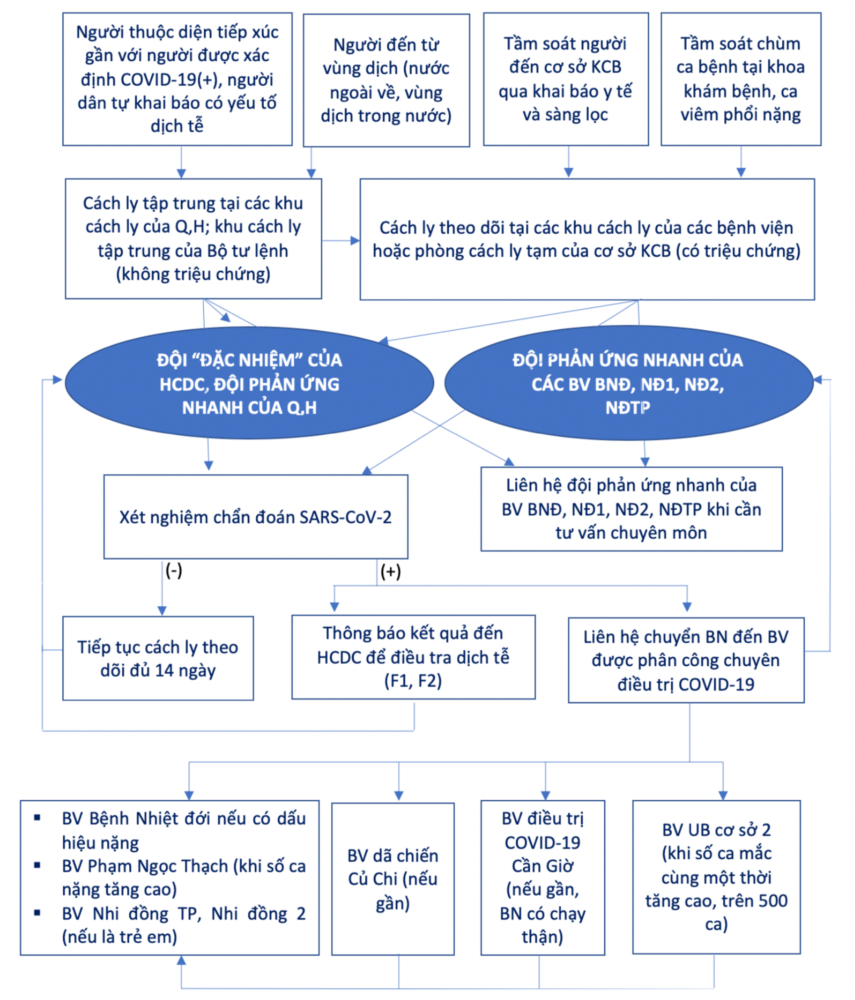 Người thuộc diện tiếp xúc
gần với người được xác
định COVID-19(+), người
dân tự khai báo có yếu tố
dịch tễ
Người đến từ
vùng dịch (nước
ngoài về, vùng
dịch trong nước)
Tầm soát người
đến cơ sở KCB
qua khai báo y tế
và sàng lọc
Tầm soát chùm
ca bệnh tại khoa
khám bệnh, ca
viêm phổi nặng
Cách ly tập trung tại các khu
cách ly của Q,H; khu cách ly
tập trung của Bộ tư lệnh
(không triệu chứng)
Cách ly theo dõi tại các khu cách ly của các bệnh viện
hoặc phòng cách ly tạm của cơ sở KCB (có triệu chứng)
ĐỘI “ĐẶC NHIỆM” CỦA
HCDC, ĐỘI PHẢN ỨNG
NHANH CỦA Q,H
ĐỘI PHẢN ỨNG NHANH CỦA
CÁC BV BNĐ, NĐ1, NĐ2,
NĐTP
Xét nghiệm chẩn đoán SARS-CoV-2
Liên hệ đội phản ứng nhanh của
BV BNĐ, NĐ1, NĐ2, NĐTP khi cần
tư vấn chuyên môn
(-)
(+)
Tiếp tục cách ly theo
dõi đủ 14 ngày
Thông báo kết quả đến
HCDC để điều tra dịch tễ
(F1, F2)
Liên hệ chuyển BN đến BV
được phân công chuyên
điều trị COVID-19
▪ BV Bệnh Nhiệt đới nếu có dấu
hiệu nặng
▪ BV Phạm Ngọc Thạch (khi số ca
nặng tăng cao)
▪ BV Nhi đồng TP, Nhi đồng 2
(nếu là trẻ em)
BV dã chiến
Củ Chi (nếu
gần)
BV điều trị
COVID-19
Cần Giờ
(nếu gần,
BN có chạy
thận)
BV UB cơ sở 2
(khi số ca mắc
cùng một thời
tăng cao, trên 500
ca)